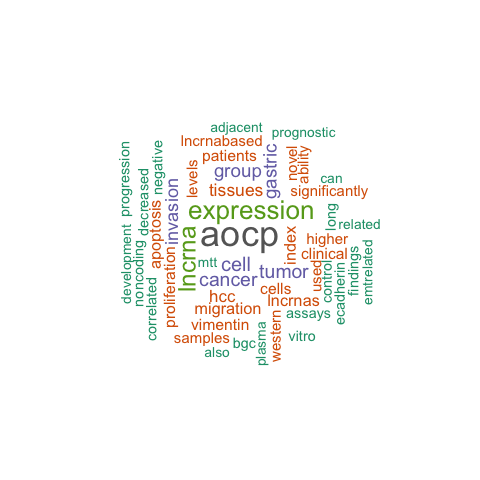 adjacent
prognostic
lncrnabased
patients
group
gastric
novel
ability
can
significantly
levels
tissues
negative
progression
decreased
apoptosis
invasion
expression
long
related
aocp
lncrna
index
higher
clinical
development
noncoding
correlated
proliferation
mtt
cell
cancer
tumor
used
control
ecadherin
findings
emtrelated
cells
hcc
lncrnas
migration
assays
vimentin
samples
also
bgc
plasma
western
vitro